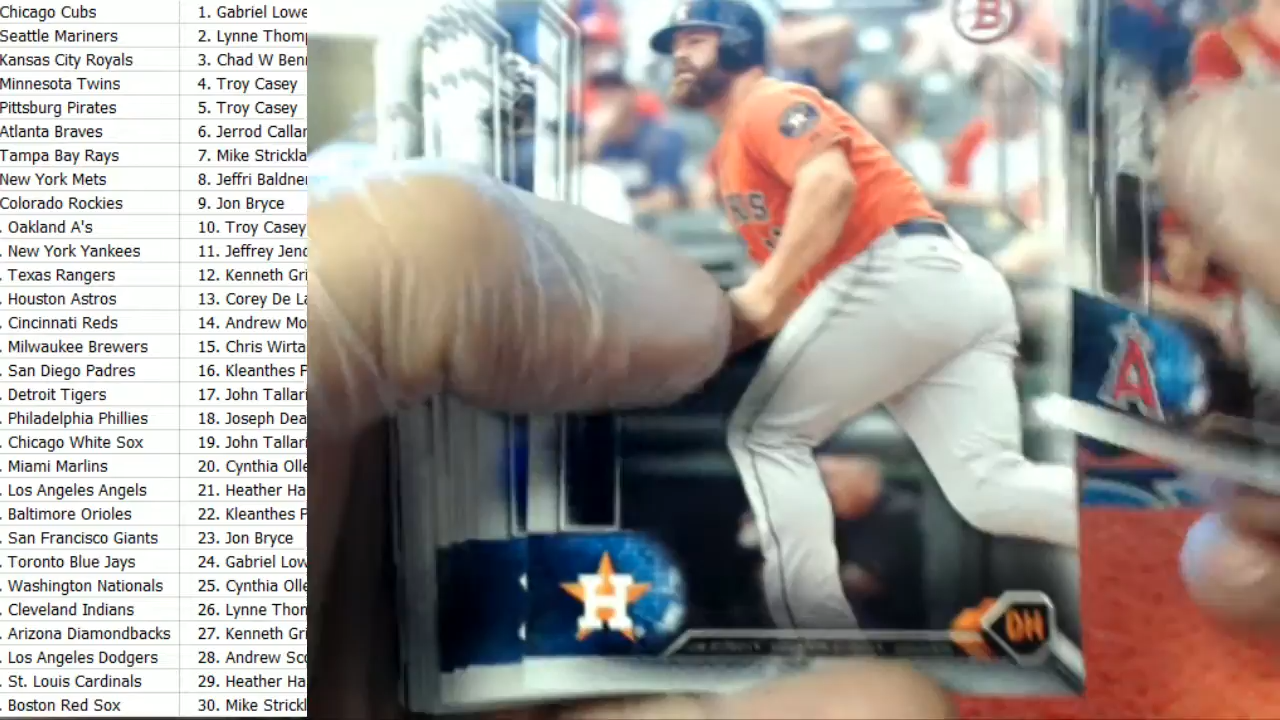 Chicago Cubs 1. Gabriel Lowe
Seattle Mariners 2. Lynne Thom
Kansas City Royals 3. Chad W Ben
Minnesota Twins 4. Troy Casey
Pittsburg Pirates 5. Troy Casey
Atlanta Braves 6. Jerrod Callar
Tampa Bay Rays 7. Mike Strickla
New York Mets 8. Jeffri Baldne
Colorado Rockies 9. Jon Bryce
. Oakland A's 10. Troy Casey
. New York Yankees 11. Jeffrey Jend
. Texas Rangers 12. Kenneth Gri
. Houston Astros 13. Corey De La
. Cincinnati Reds 14. Andrew Mo
. Milwaukee Brewers 15. Chris Wirta
. San Diego Padres 16. Kleanthes P
. Detroit Tigers 17. John Tallari
. Philadelphia Phillies 18. Joseph Dea
. Chicago White Sox 19. John Tallari
. Miami Marlins 20. Cynthia Olle
. Los Angeles Angels 21. Heather Ha
. Baltimore Orioles 22. Kleanthes P
. San Francisco Giants 23. Jon Bryce
. Toronto Blue Jays 24. Gabriel Low
. Washington Nationals 25. Cynthia Olle
. Cleveland Indians 26. Lynne Thon
. Arizona Diamondbacks 27. Kenneth Gri
. Los Angeles Dodgers 28. Andrew Sco
. St. Louis Cardinals 29. Heather Ha
. Boston Red Sox 30. Mike Strickl
B
H
A
DH